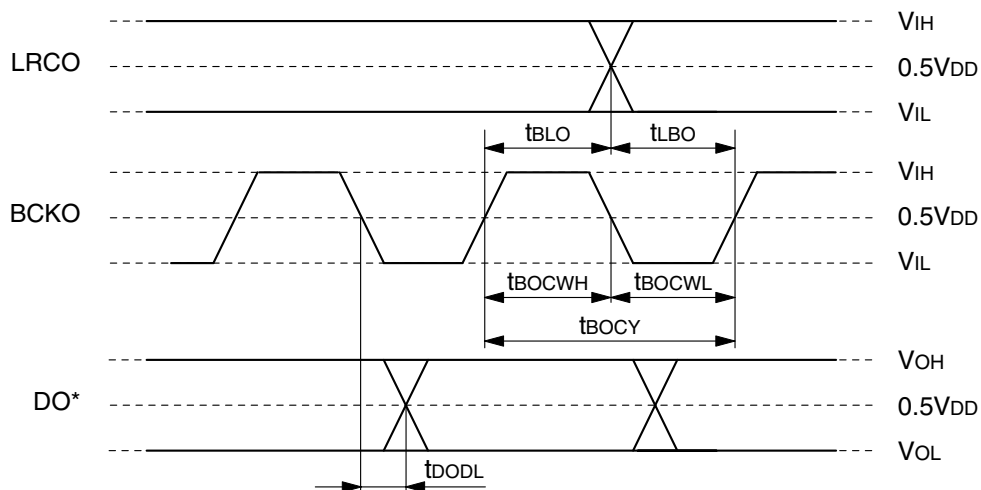 VIH
LRCO
0.5VDD
VIL
tBLO tLBO
VIH
BCKO
0.5VDD
VIL
tBOCWH tBOCWL
tBOCY
VOH
DO*
0.5VDD
VOL
tDODL